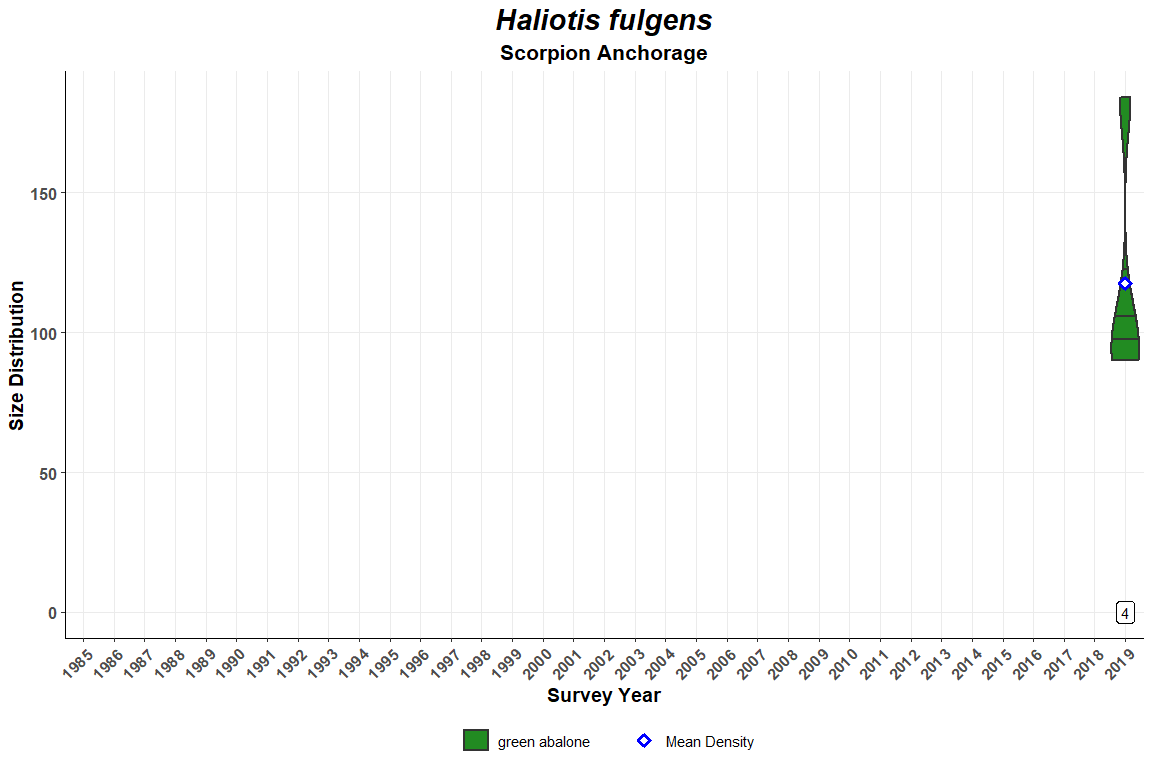 Haliotis fulgens
Scorpion Anchorage
Size Distribution
150
100
50
0
4
1985 1986 1987 1988 1989 1990 1991 1992 1993 1994 1995 1996 1997 1998 1999 2000 2001 2002 2003 2004 2005 2006 2007 2008 2009 2010 2011 2012 2013 2014 2015 2016 2017 2018 2019
Survey Year
green abalone Mean Density